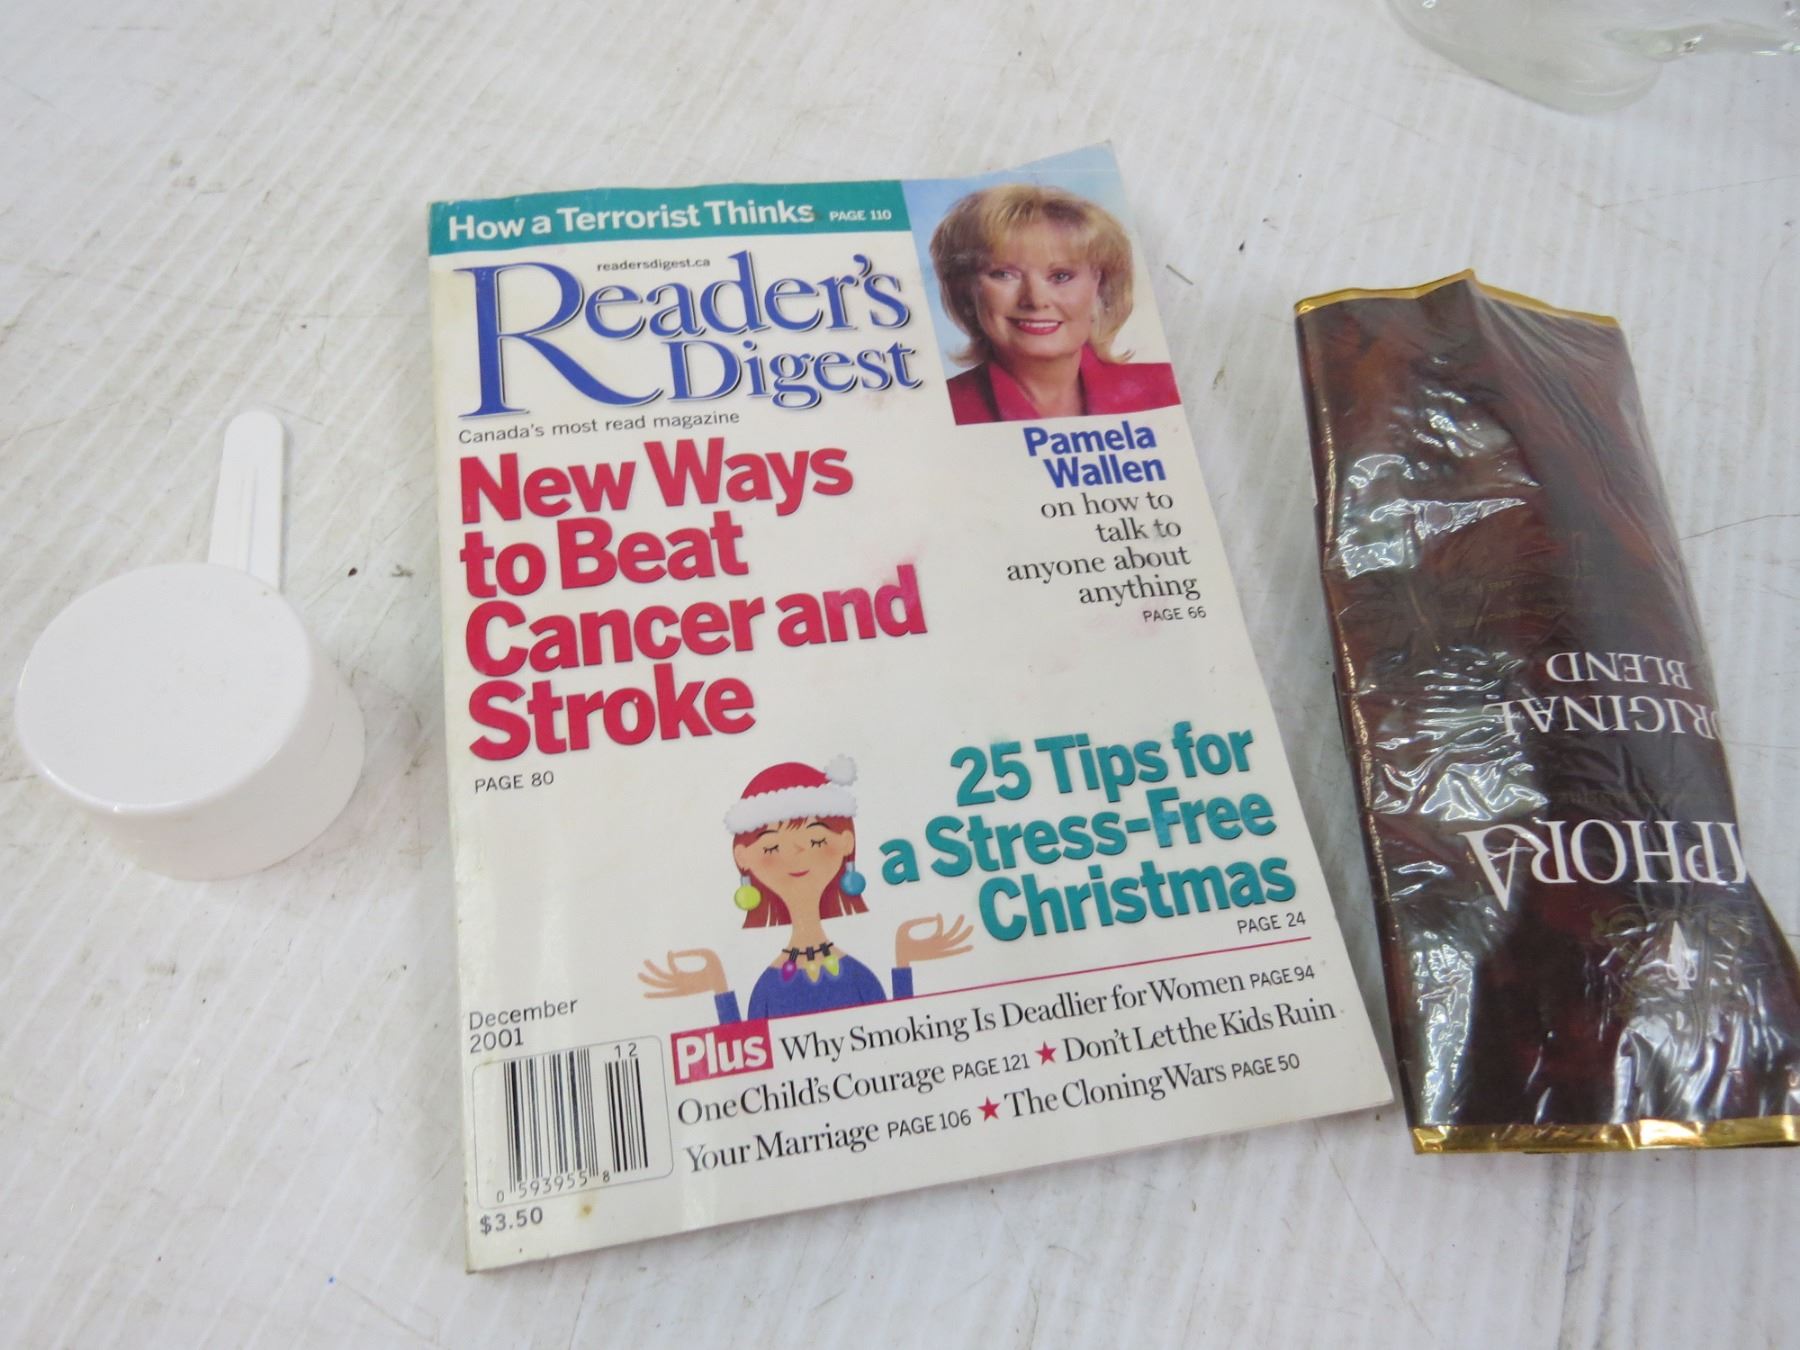 How a Terrorist Thinks PAGE 110
readersdigest.ca
Reader's
Digest
Canada's most read magazine
Pamela
Wallen
on how to
talk to
anyone about
anything
PAGE 66
New Ways
to Beat
Cancer and
Stroke
PAGE 80
25 Tips for
a Stress-Free
Christmas
PAGE 24
December
2001
Plus Why Smoking Is Deadlier for Women PAGE 94
One Child's Courage PAGE 121 ★ Don't Let the Kids Ruin
Your Marriage PAGE 106 ★ The Cloning Wars PAGE 50
12
0 593955 8
$3.50
MPHORA
ORIGINAL
BLEND